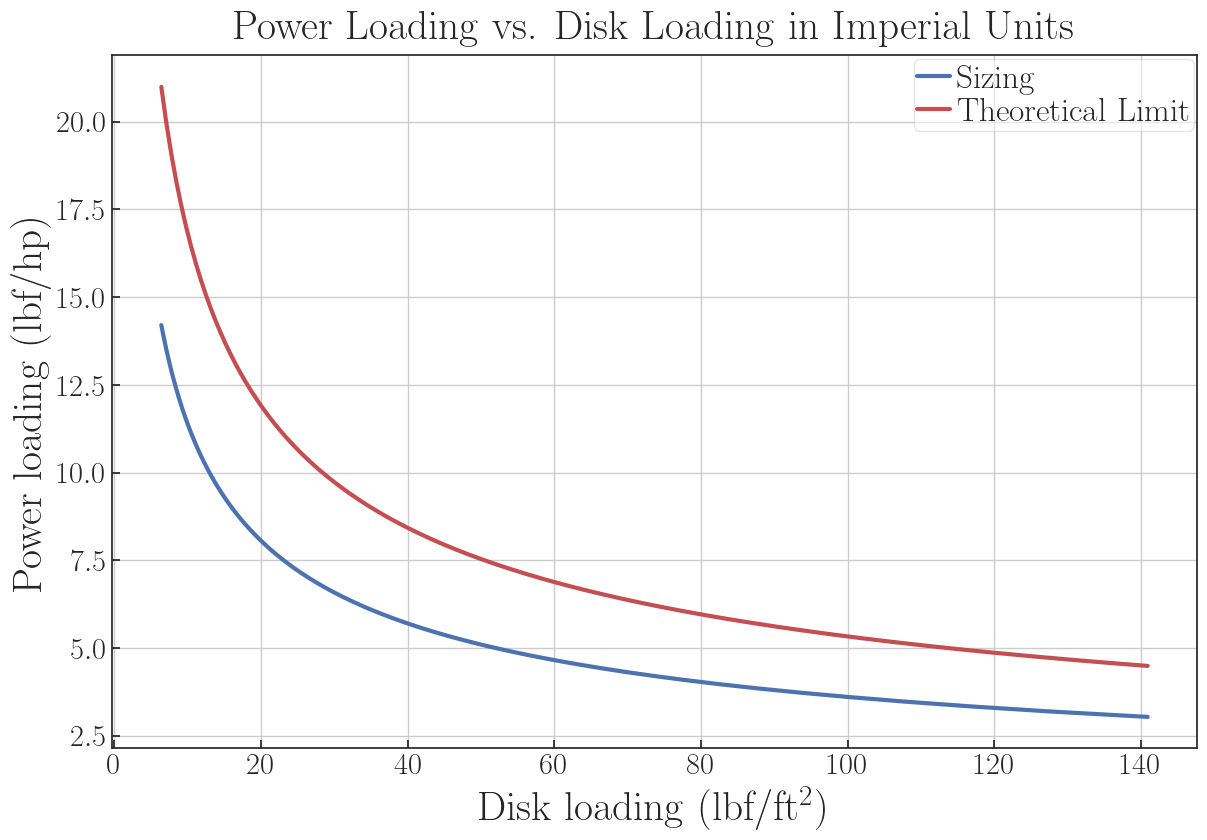 Power Loading vs. Disk Loading in Imperial Units
Sizing
Theoretical Limit
Power loading (lbf/hp)
20.0
17.5
15.0
12.5
10.0
7.5
5.0
2.5
0 20 40 60 80 100 120 140
Disk loading (lbf/ft²)